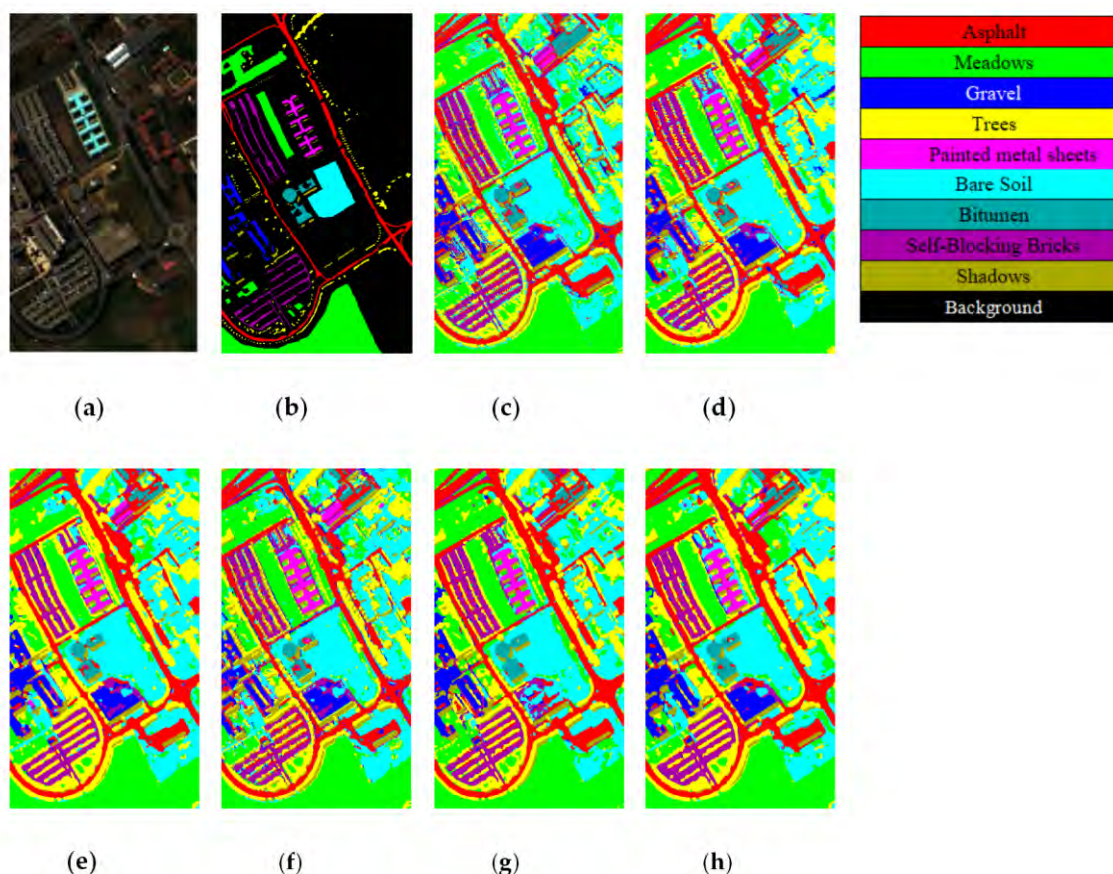 Asphalt
Meadows
Gravel
Trees
Painted metal sheets
Bare Soil
Bitumen
Self-Blocking Bricks
Shadows
Background
(a)
(b)
(c)
(d)
(e)
(f)
(g)
(h)